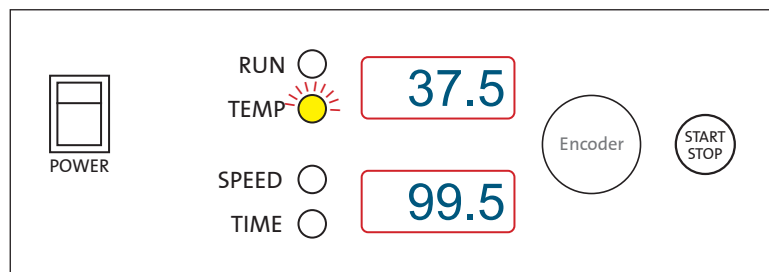 RUN
TEMP
37.5
POWER
SPEED
TIME
99.5
Encoder
START
STOP